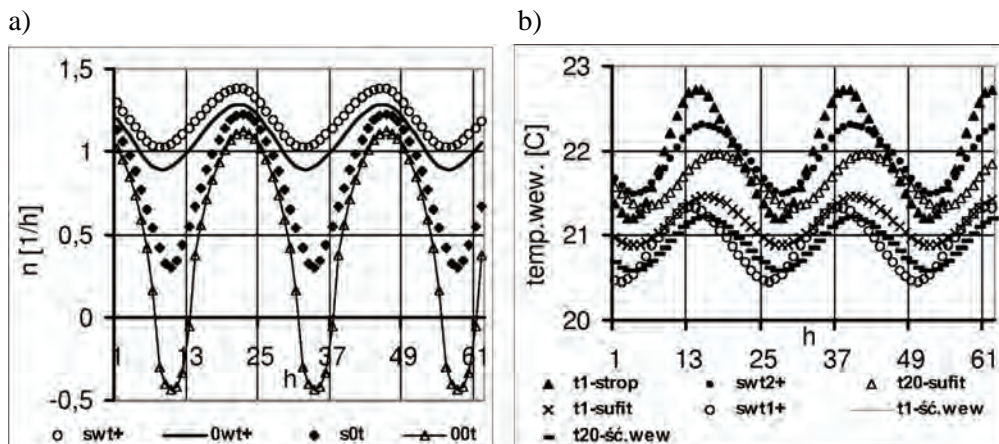 a)
n [1/h]
1,5
1
0,5
0
-0,5
1 13 25 37 49 61
h
swt+ 0wt+ s0t 00t
b)
temp.wew. [C]
23
22
21
20
h
1 13 25 37 49 61
t1-strop swt2+ t20-sufit
t1-sufit swt1+ t1-ść.wew
t20-ść.wew